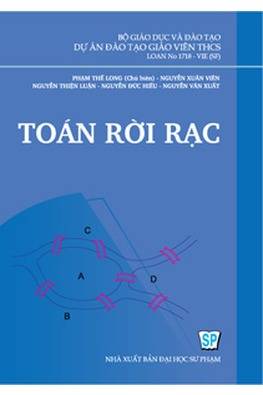 BỘ GIÁO DỤC VÀ ĐÀO TẠO
DỰ ÁN ĐÀO TẠO GIÁO VIÊN THCS
LOAN No 1718 - VIE (SF)
PHẠM THẾ LONG (Chủ biên) - NGUYỄN XUÂN VIÊN
NGUYỄN THIỆN LUẬN - NGUYỄN ĐỨC HIẾU - NGUYỄN VĂN XUẤT
TOÁN RỜI RẠC
C
A
D
B
SP
NHÀ XUẤT BẢN ĐẠI HỌC SƯ PHẠM